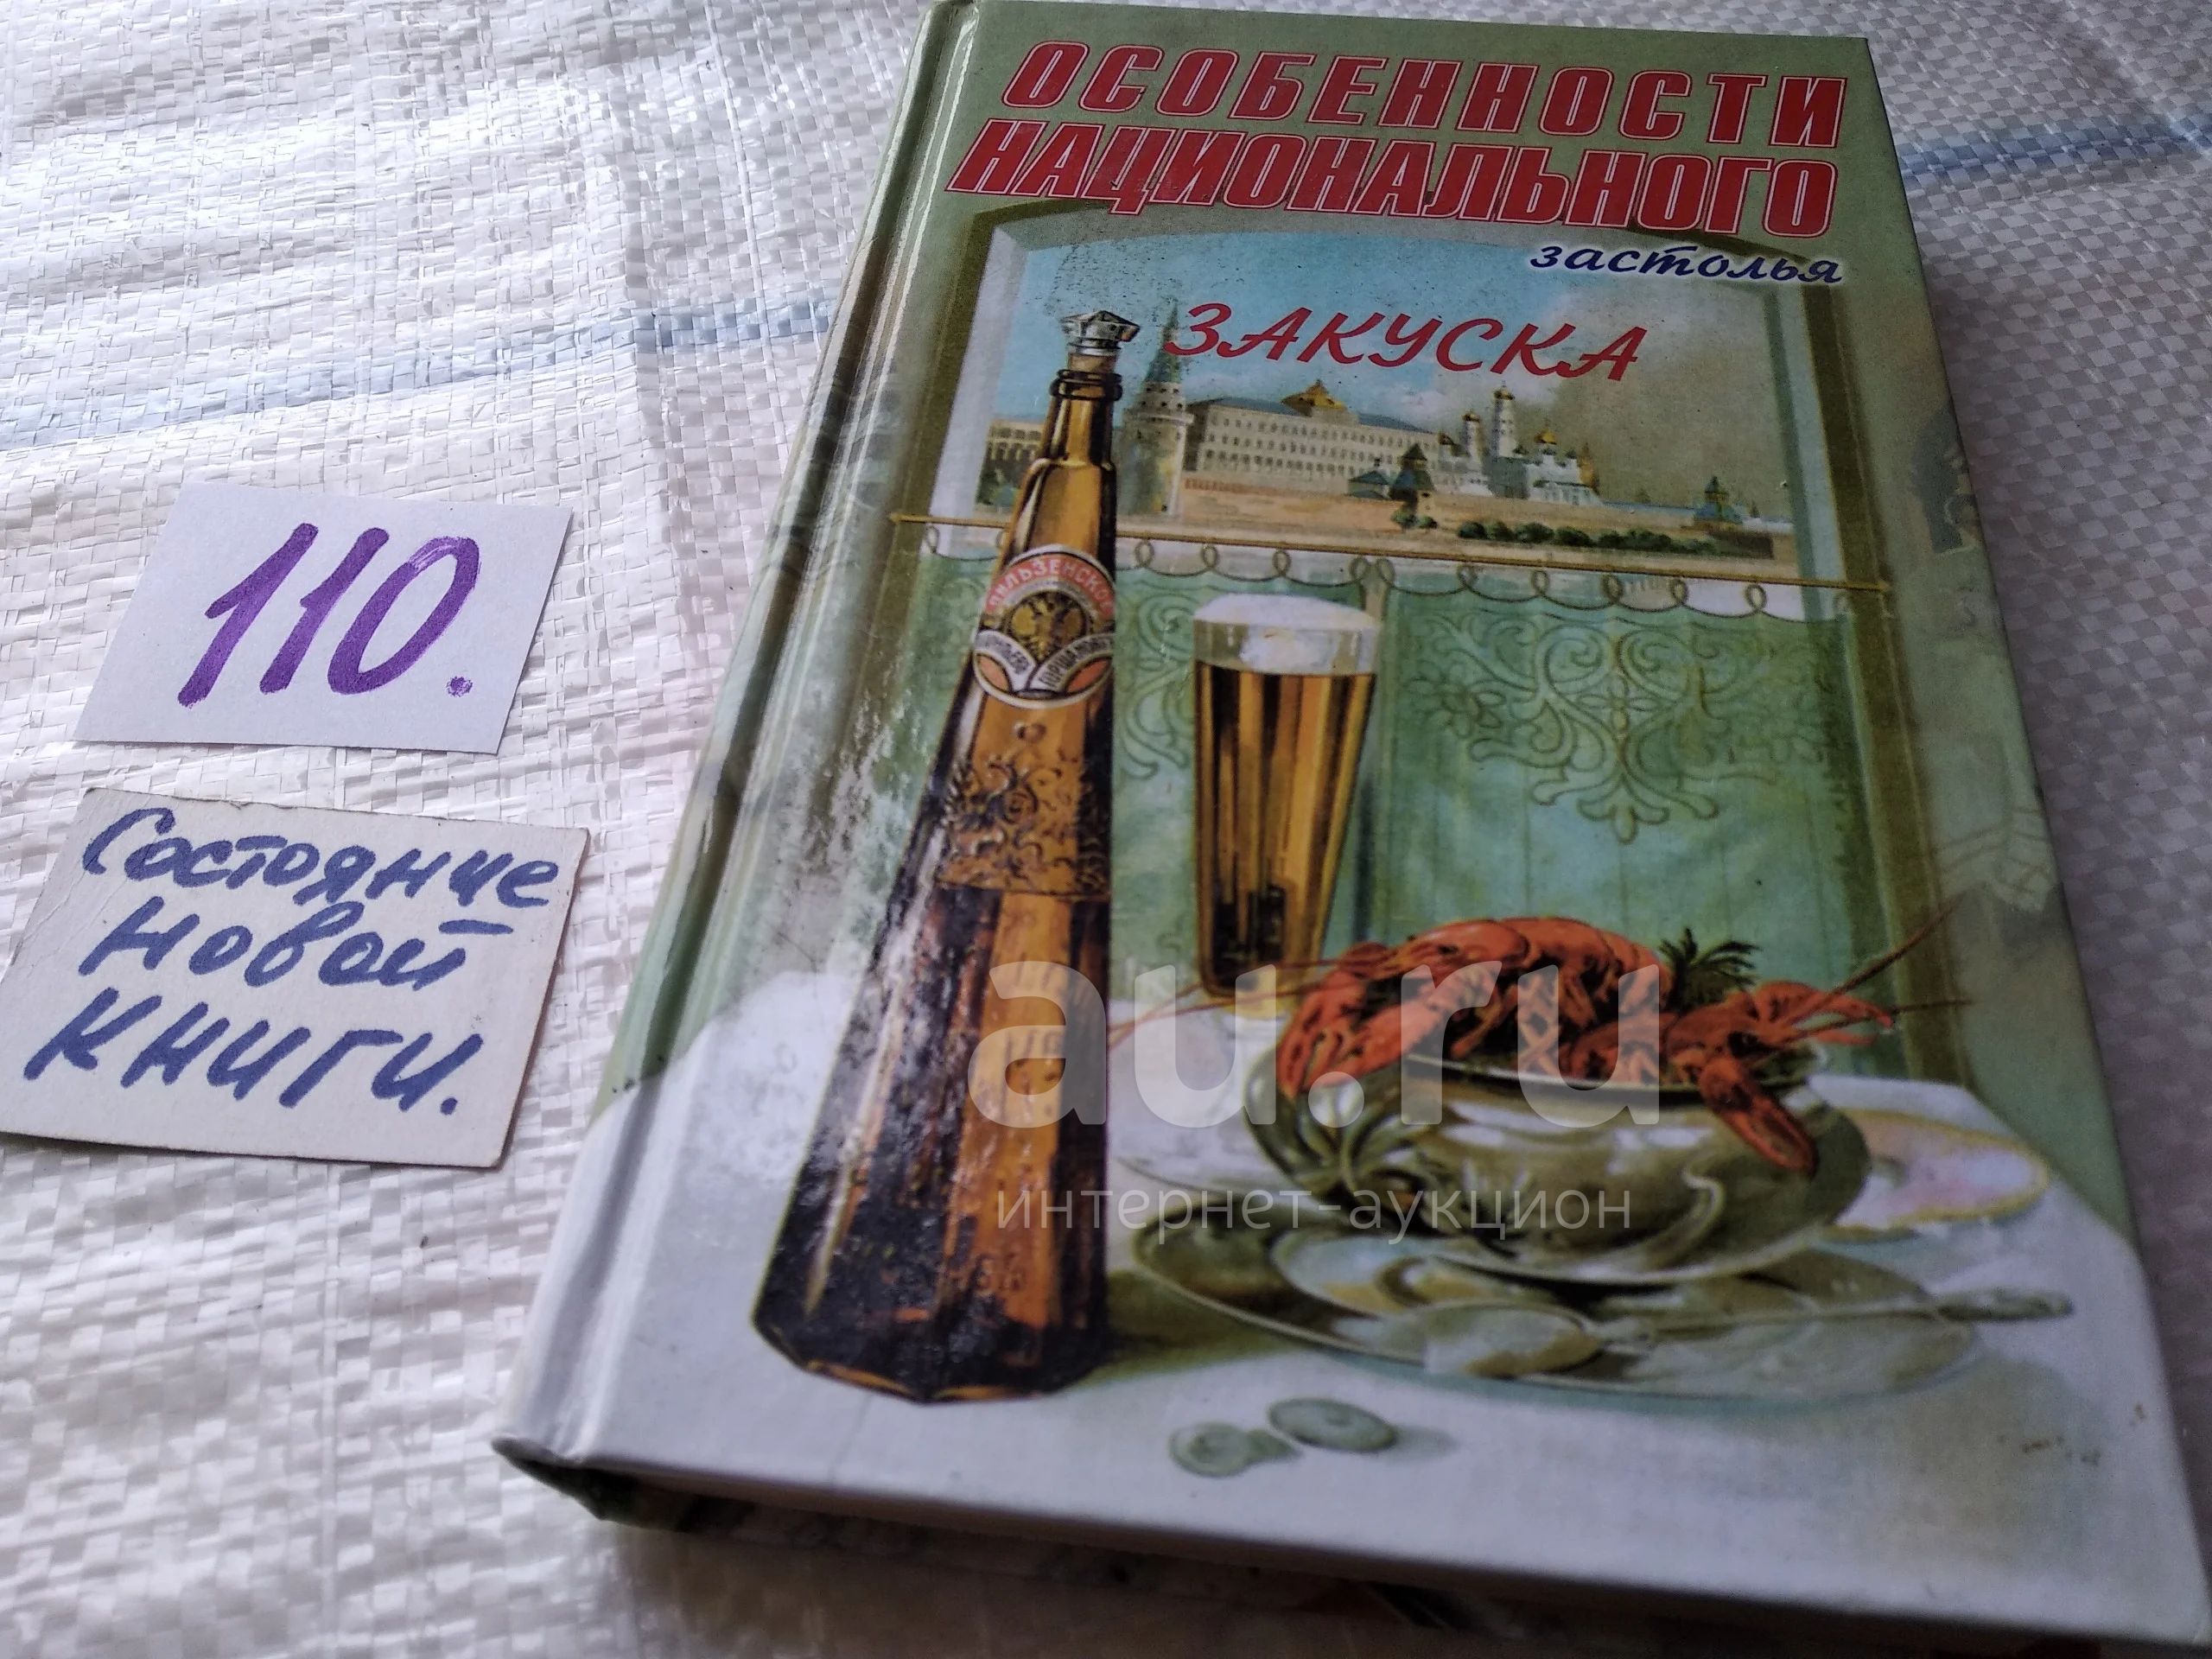 ОСОБЕННОСТИ
НАЦИОНАЛЬНОГО
застолья
ЗАКУСКА
110.
Состояние
новой
книги.
au.ru
интернет-аукцион